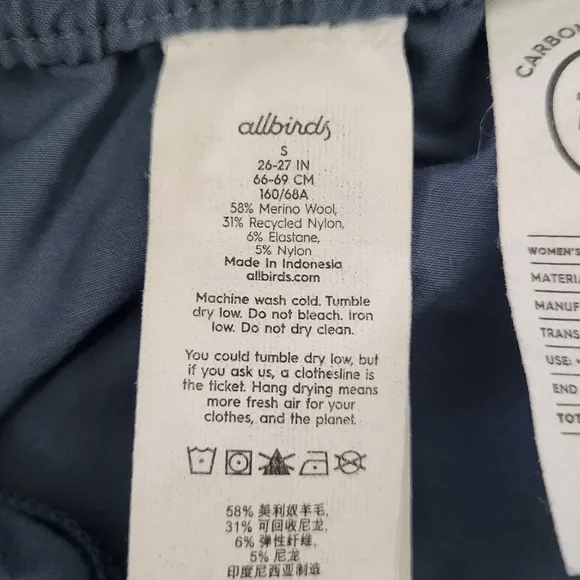 allbirds
S
26-27 IN
66-69 CM
160/68A
58% Merino Wool,
31% Recycled Nylon,
6% Elastane,
5% Nylon
Made In Indonesia
allbirds.com
Machine wash cold. Tumble
dry low. Do not bleach. Iron
low. Do not dry clean.
You could tumble dry low, but
if you ask us, a clothesline is
the ticket. Hang drying means
more fresh air for your
clothes, and the planet.
58% 美利奴羊毛,
31% 可回收尼龙,
6% 弹性纤维,
5% 尼龙
印度尼西亚制造
CARBON
WOMEN'S
MATERIA
MANUF
TRANS
USE:
END
TOT